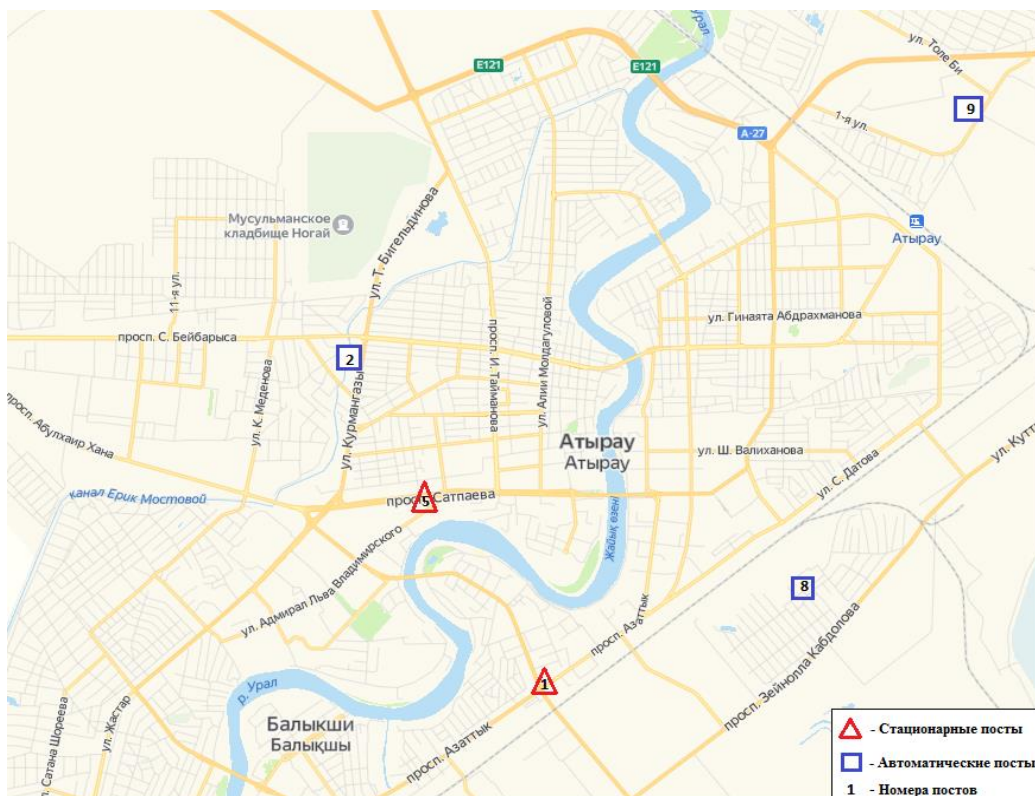 Урал
E121
E121
ул. Толе Би
9
1-я ул.
A-27
Мусульманское
кладбище Ногай
ул. Т. Бигельдинова
Атырау
11-я ул.
просп. С. Бейбарыса
ул. Гинаята Абдрахманова
2
просп. И. Тайманова
ул. Алии Молдагуловой
ул. К. Меденова
ул. Курмангазы
просп. Абулхаир Хана
Атырау
Атырау
ул. Ш. Валиханова
ул. С. Датова
канал Ерик Мостовой
просп. Сатпаева
5
Жайық өзені
ул. Адмирал Льва Владимирского
8
просп. Азаттык
просп. Зейнолла Кабдолова
1
р. Урал
Балыкши
Балықшы
просп. Азаттык
ул. Жастар
ул. Сатана Шореева
- Стационарные посты
- Автоматические посты
1 - Номера постов